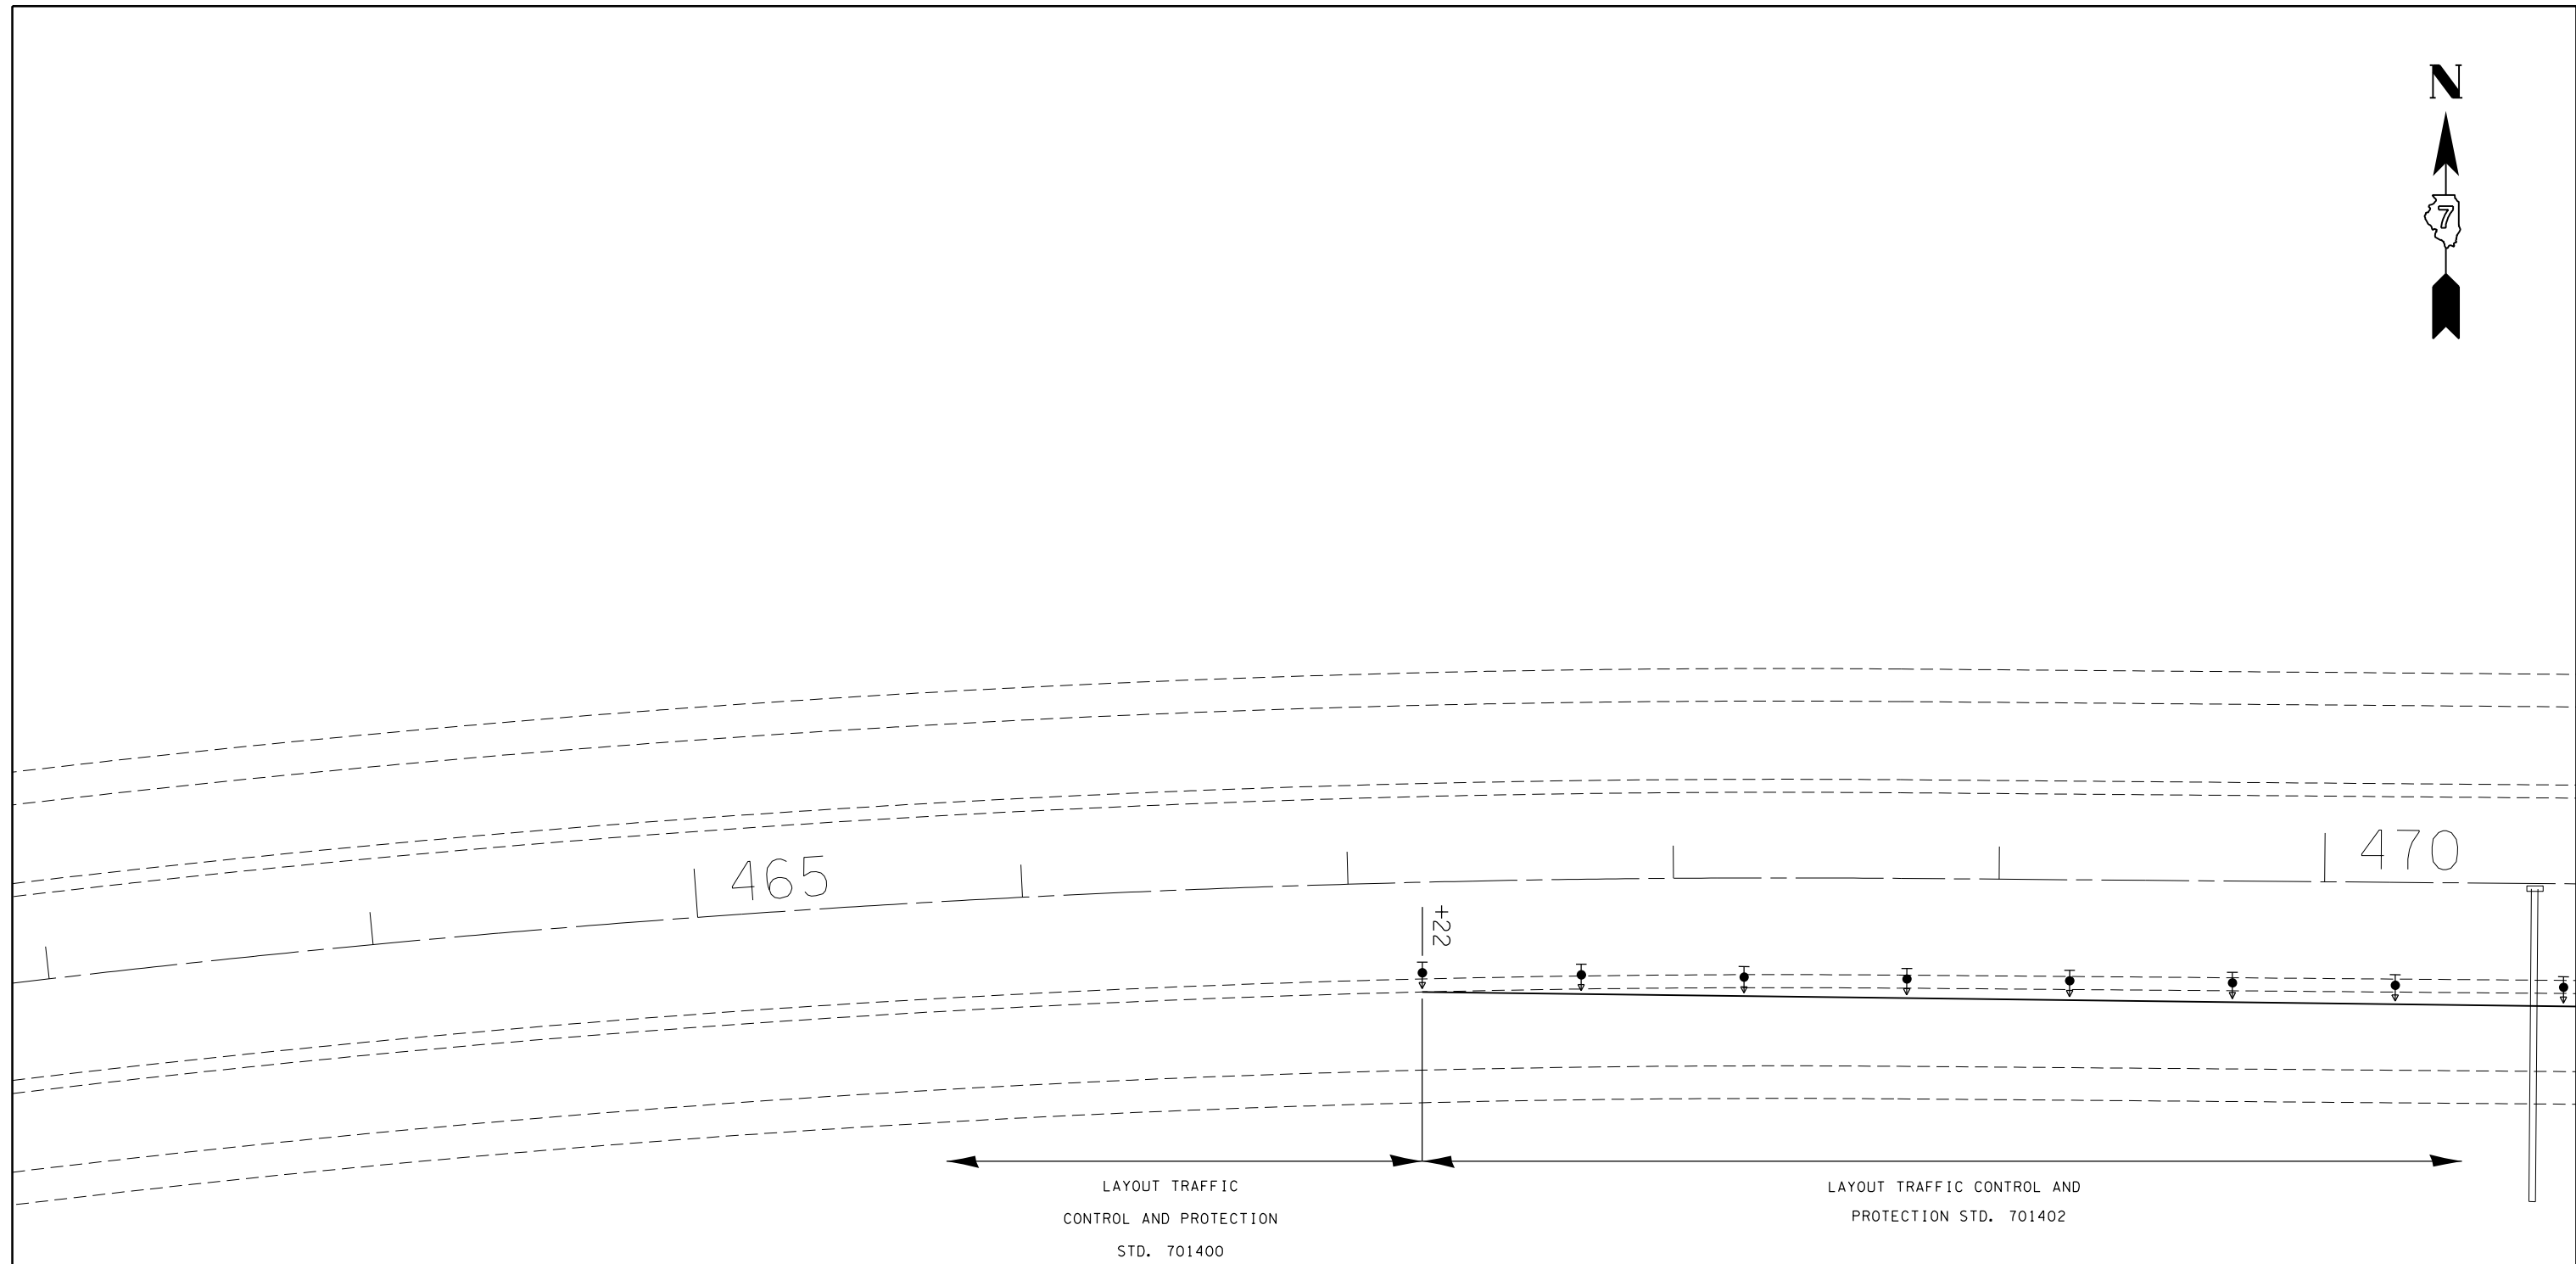 N
7
465
470
+22
LAYOUT TRAFFIC
CONTROL AND PROTECTION
STD. 701400
LAYOUT TRAFFIC CONTROL AND
PROTECTION STD. 701402